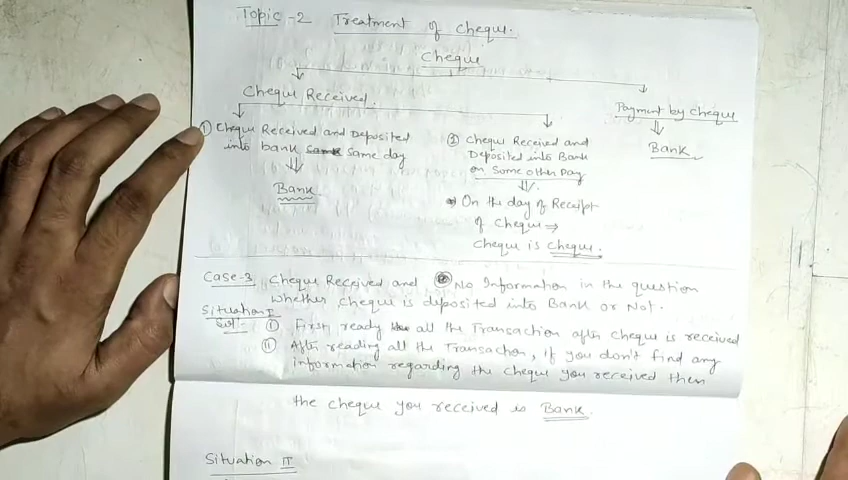 Topic-2 Treatment of Cheque.
Cheque
Cheque Received.
Payment by cheque
Bank
① Cheque Received and Deposited
into bank same day
Bank
② Cheque Received and
Deposited into Bank
on Some other Day
On the day of Receipt
of Cheque ⇒
Cheque is Cheque.
Case-3 Cheque Received and No Information in the question
whether cheque is deposited into Bank or Not.
Situation I
① First ready all the Transaction after cheque is received
⑪ After reading all the Transaction, if you don't find any
information regarding the cheque you received then
the cheque you received is Bank.
Situation II